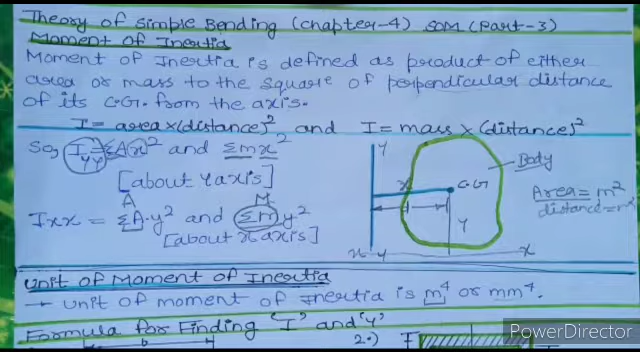 Theory of Simple Bending (chapter-4) SOM (Part-3)
Moment of Inertia
Moment of Inertia is defined as product of either
area or mass to the square of perpendicular distance
of its C.G. from the axis.
I = area×(distance)² and I = mass × (distance)²
So, Iyy = ΣAx² and Σmx²
[about y axis]
A M
Ixx = ΣA.y² and Σm y²
[about x axis]
Y
Body
x C.G
Y
x Y x
Area = m²
distance = m²
Unit of Moment of Inertia
→ unit of moment of Inertia is m⁴ or mm⁴.
Formula for Finding 'I' and 'y'
b 2.)
PowerDirector